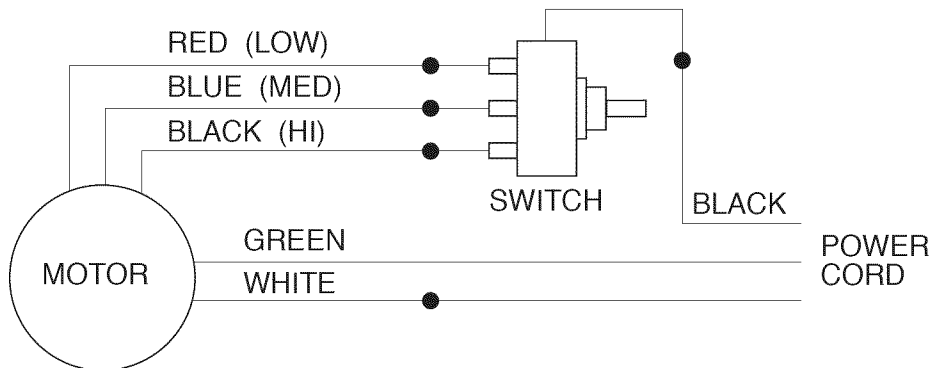 RED (LOW)
BLUE (MED)
BLACK (HI)
SWITCH
BLACK
GREEN
POWER
CORD
MOTOR
WHITE